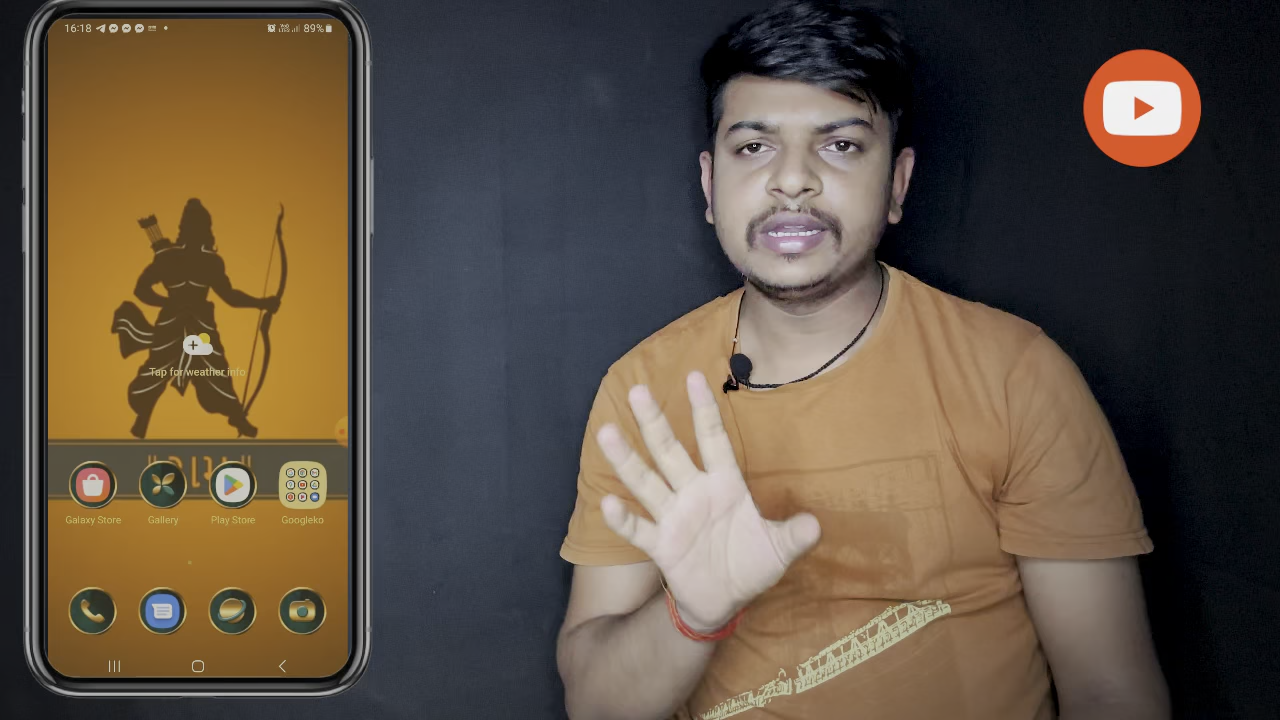 16:18
89%
Tap for weather info
Galaxy Store
Gallery
Play Store
Googleko